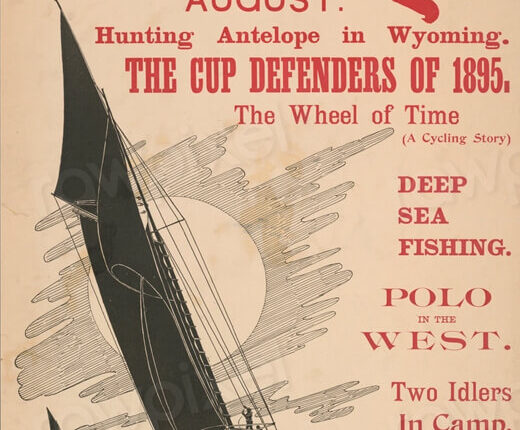 AUGUST.
Hunting Antelope in Wyoming.
THE CUP DEFENDERS OF 1895.
The Wheel of Time
(A Cycling Story)
DEEP
SEA
FISHING.
POLO
IN THE
WEST.
Two Idlers
In Camp.